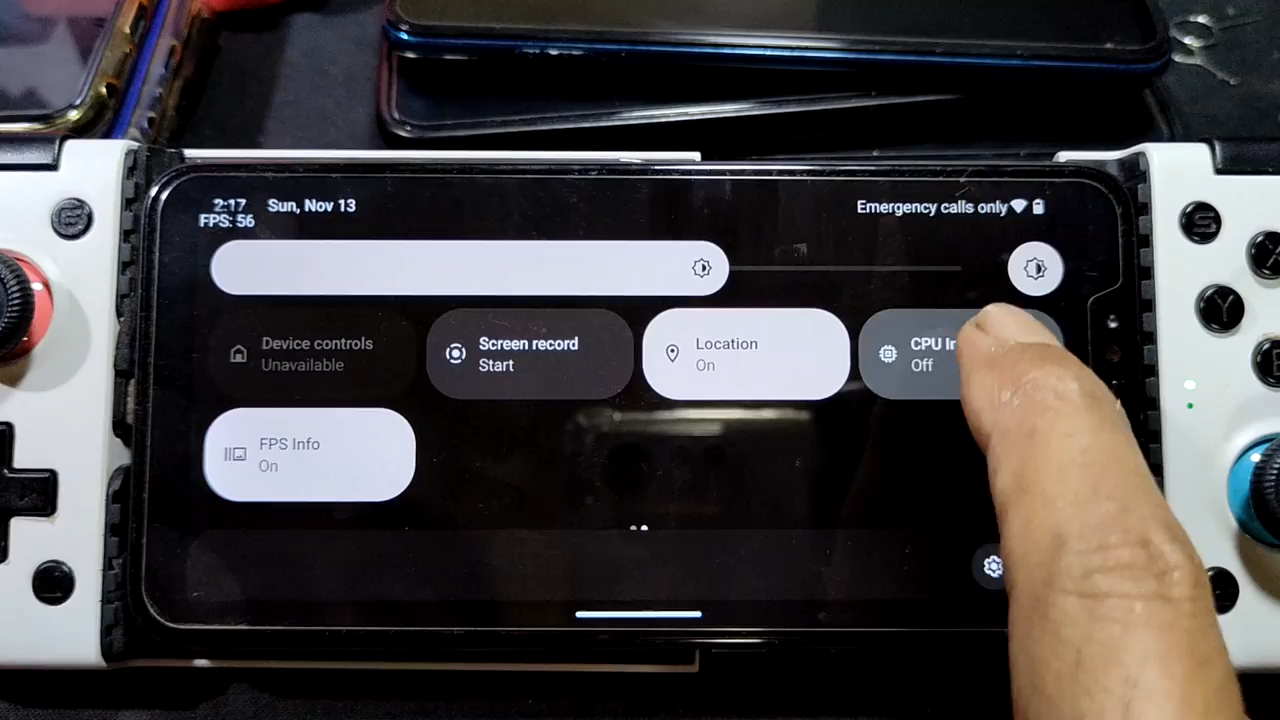 2:17 Sun, Nov 13
FPS: 56
Emergency calls only
Device controls
Unavailable
Screen record
Start
Location
On
CPU
Off
FPS Info
On
S
Y